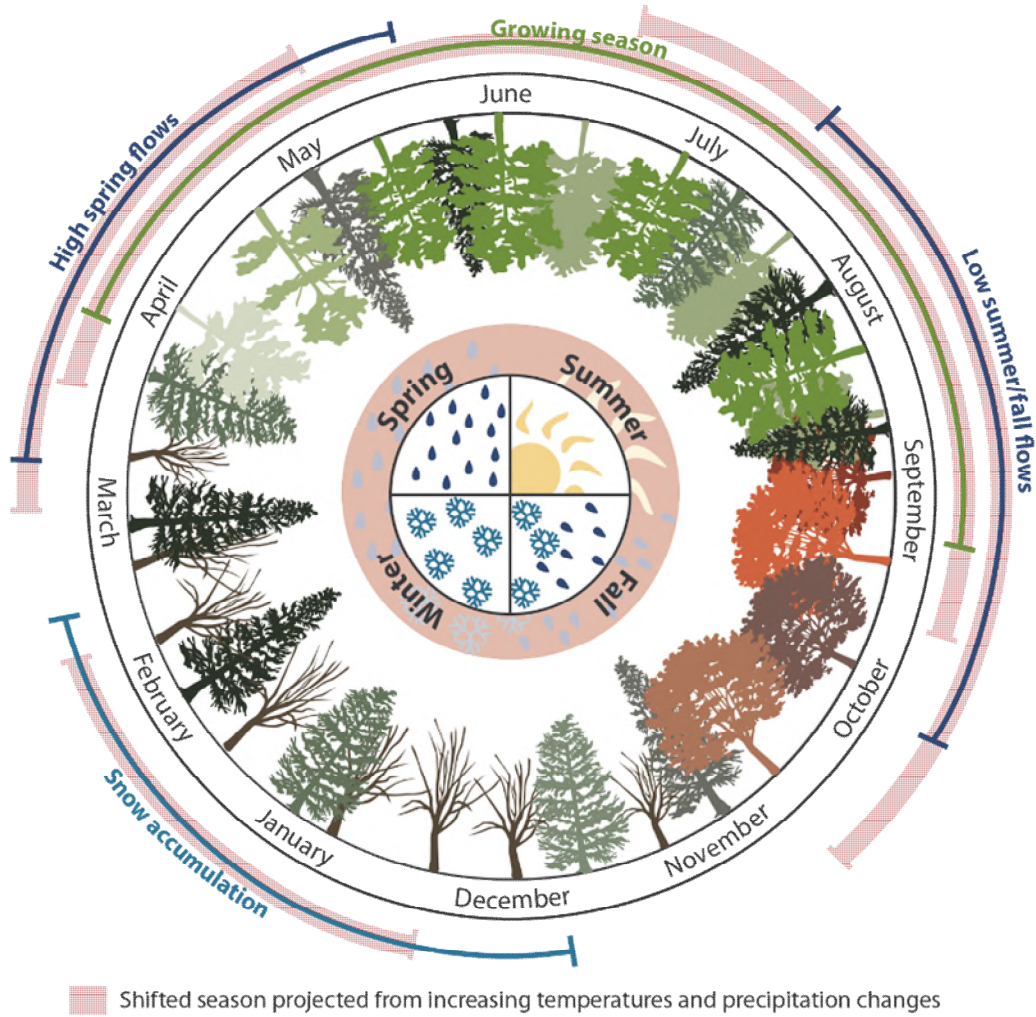 Growing season
High spring flows
Low summer/fall flows
Snow accumulation
June
July
August
September
October
November
December
January
February
March
April
May
Spring
Summer
Fall
Winter
Shifted season projected from increasing temperatures and precipitation changes